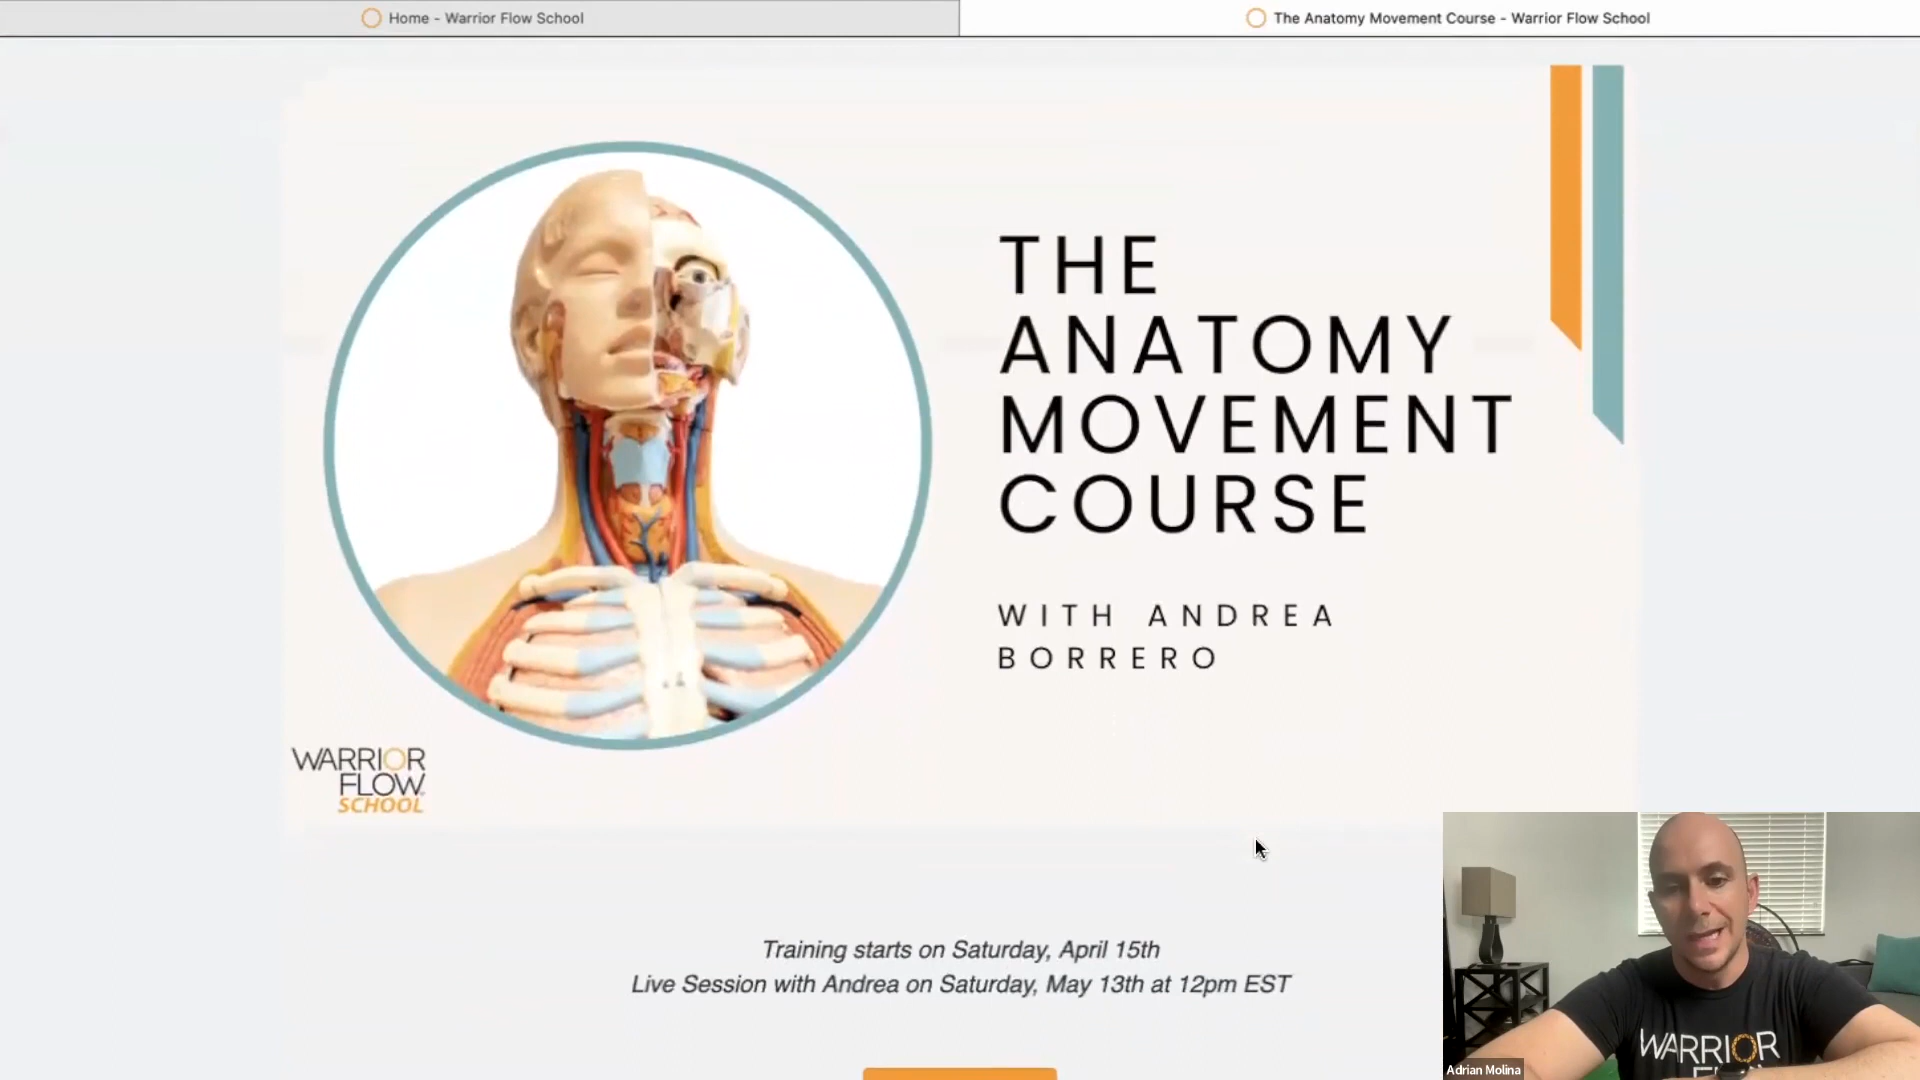 Home - Warrior Flow School
The Anatomy Movement Course - Warrior Flow School
THE
ANATOMY
MOVEMENT
COURSE
WITH ANDREA
BORRERO
WARRIOR
FLOW
SCHOOL
Training starts on Saturday, April 15th
Live Session with Andrea on Saturday, May 13th at 12pm EST
WARRIOR
Adrian Molina